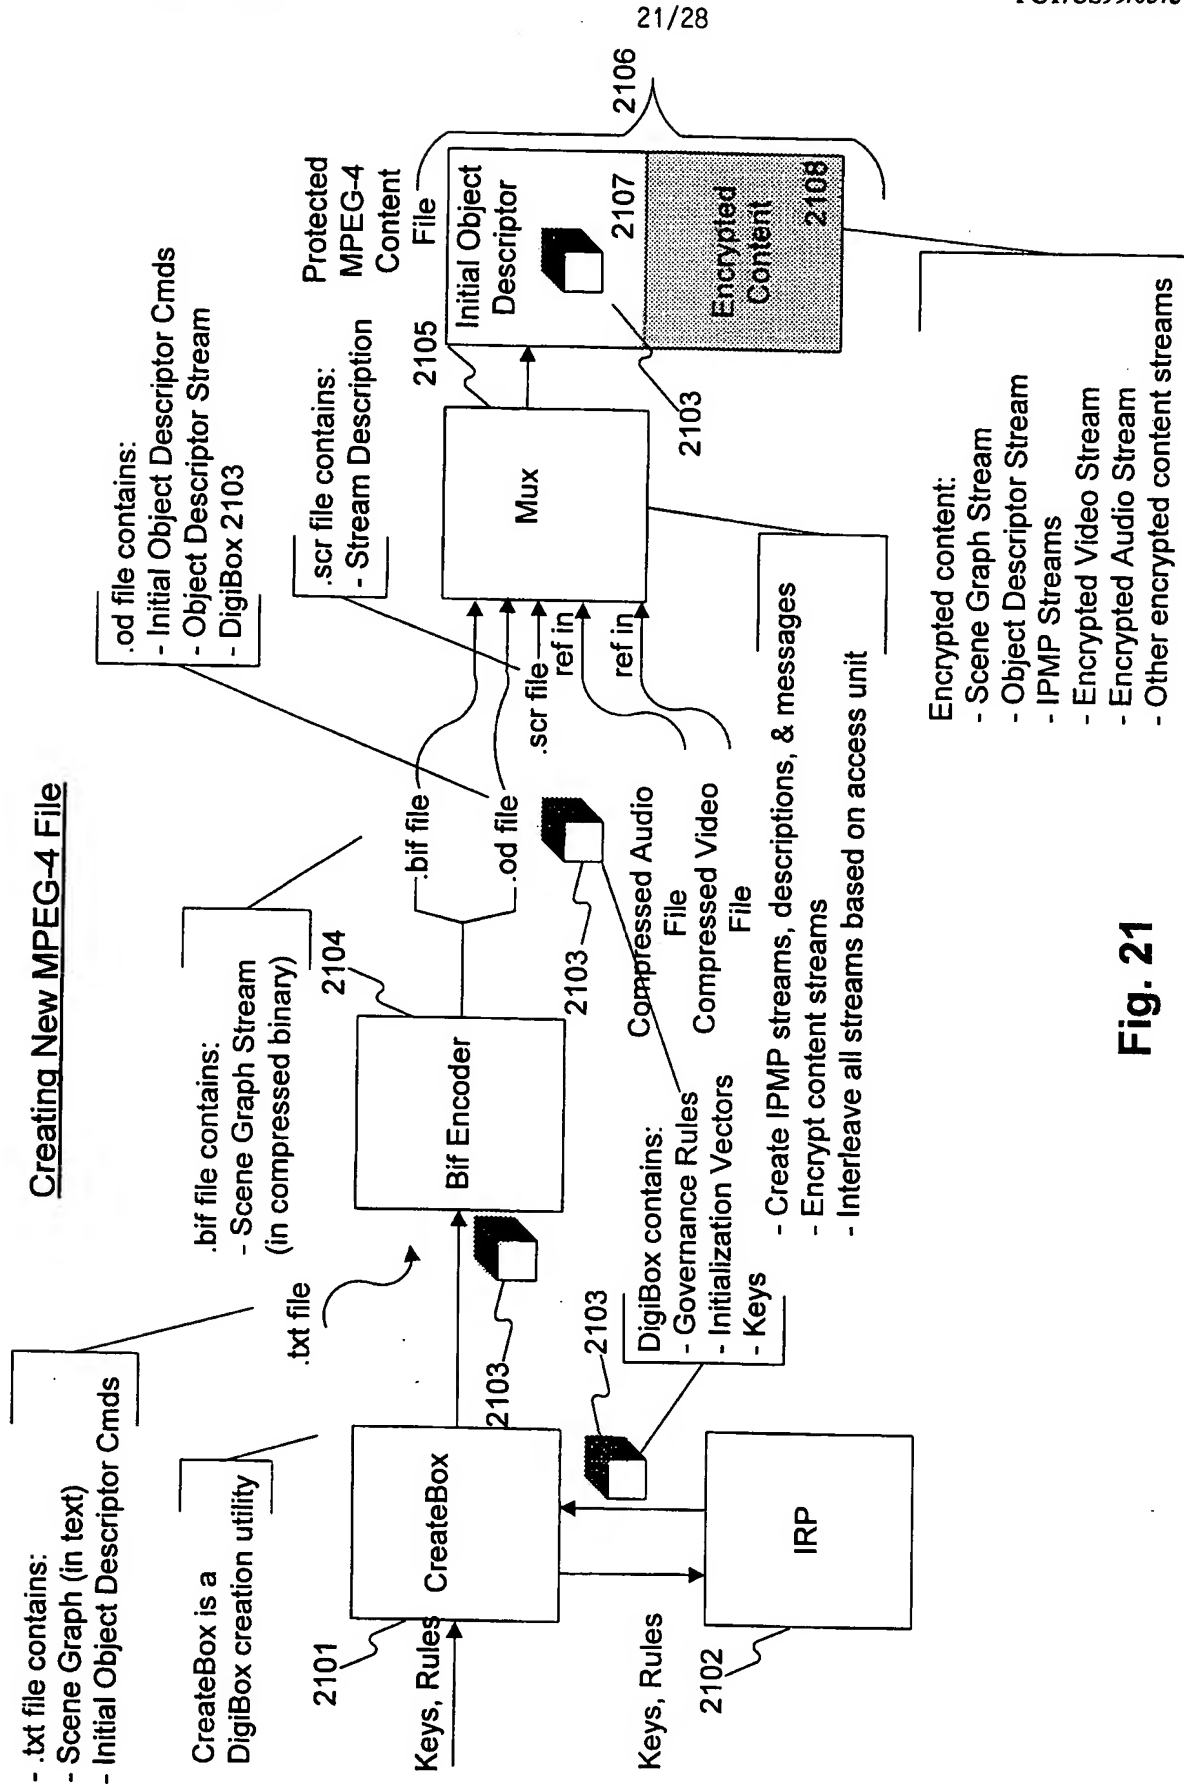 21/28
Creating New MPEG-4 File
- .txt file contains:
- Scene Graph (in text)
- Initial Object Descriptor Cmds
CreateBox is a
DigiBox creation utility
.bif file contains:
- Scene Graph Stream
(in compressed binary)
.od file contains:
- Initial Object Descriptor Cmds
- Object Descriptor Stream
- DigiBox 2103
.scr file contains:
- Stream Description
Protected
MPEG-4
Content
File
2101
Keys, Rules
CreateBox
.txt file
2103
2104
Bif Encoder
.bif file
.od file
2103
.scr file
ref in
ref in
2105
Mux
Initial Object
Descriptor
2107
2103
Encrypted
Content
2108
2106
Compressed Audio
File
Compressed Video
File
Keys, Rules
2102
IRP
2103
DigiBox contains:
- Governance Rules
- Initialization Vectors
- Keys
- Create IPMP streams, descriptions, & messages
- Encrypt content streams
- Interleave all streams based on access unit
Encrypted content:
- Scene Graph Stream
- Object Descriptor Stream
- IPMP Streams
- Encrypted Video Stream
- Encrypted Audio Stream
- Other encrypted content streams
Fig. 21